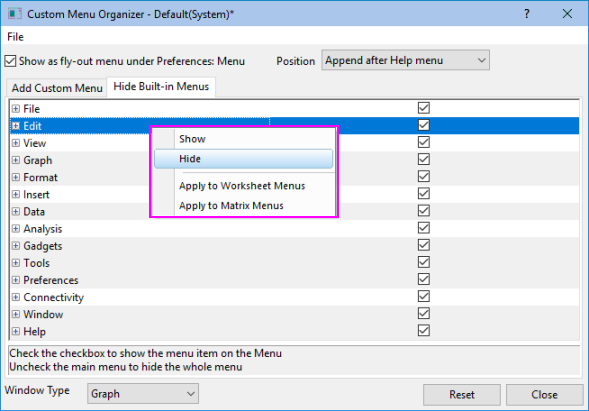 Custom Menu Organizer - Default(System)*
File
Show as fly-out menu under Preferences: Menu
Position
Append after Help menu
Add Custom Menu
Hide Built-in Menus
File
Edit
View
Graph
Format
Insert
Data
Analysis
Gadgets
Tools
Preferences
Connectivity
Window
Help
Show
Hide
Apply to Worksheet Menus
Apply to Matrix Menus
Check the checkbox to show the menu item on the Menu
Uncheck the main menu to hide the whole menu
Window Type
Graph
Reset
Close